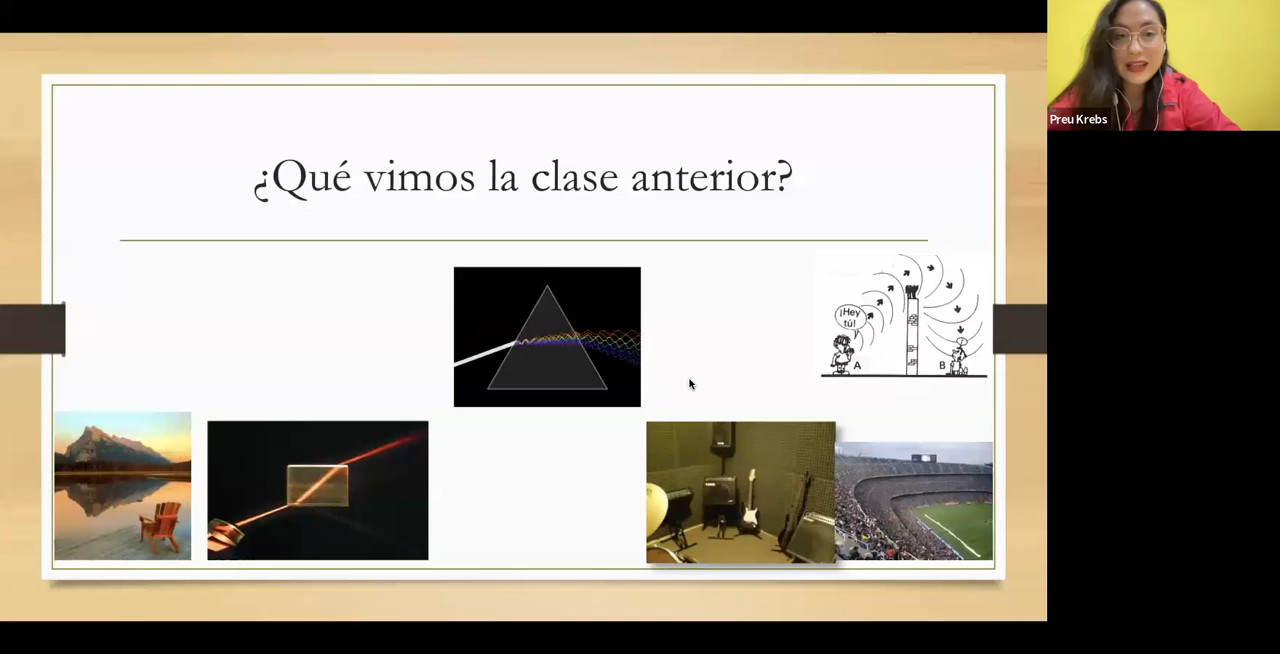 ¿Qué vimos la clase anterior?
Preu Krebs
¡Hey
tú!
A
B